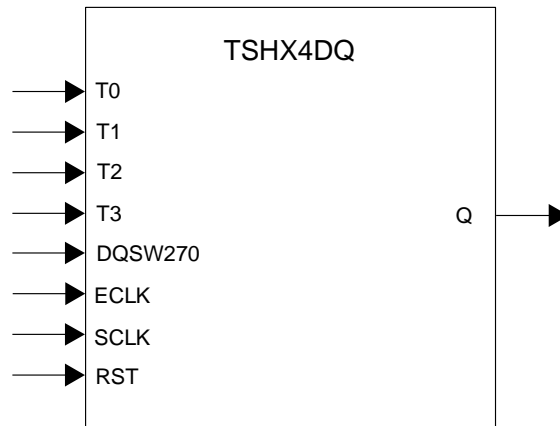 TSHX4DQ
T0
T1
T2
T3
Q
DQSW270
ECLK
SCLK
RST